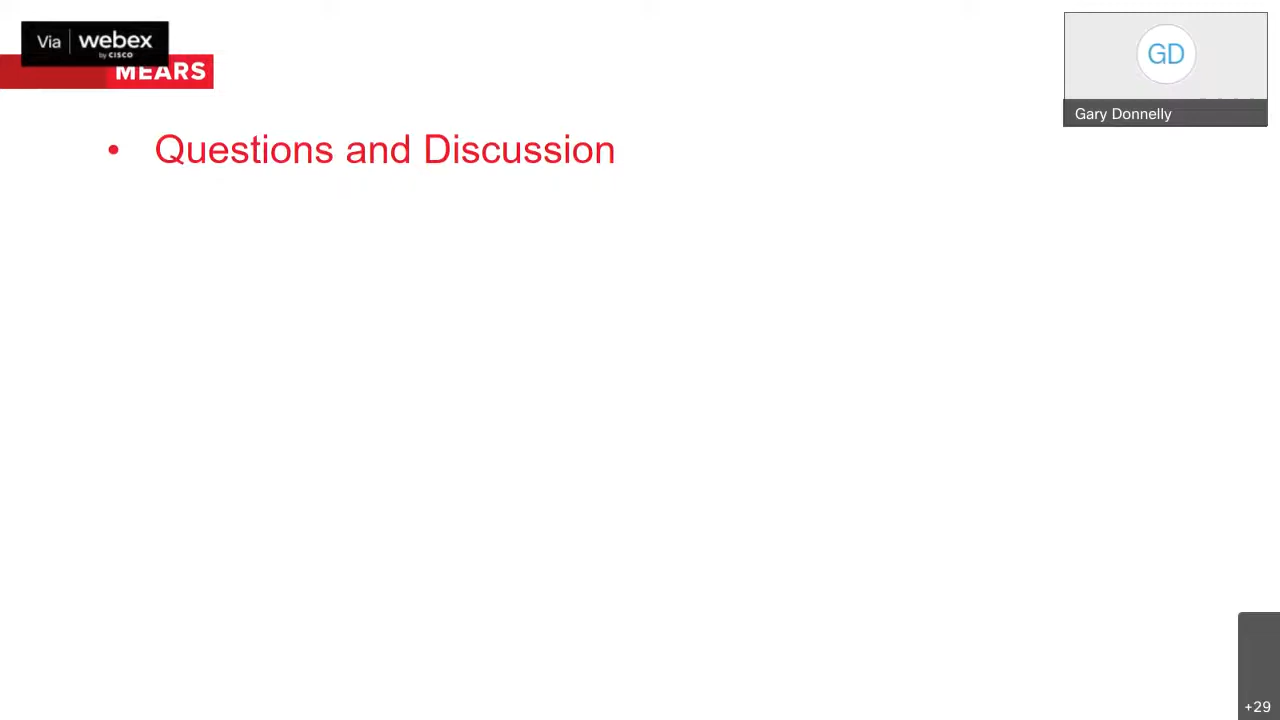 Via webex
by CISCO
MEARS
GD
Gary Donnelly
• Questions and Discussion
+29